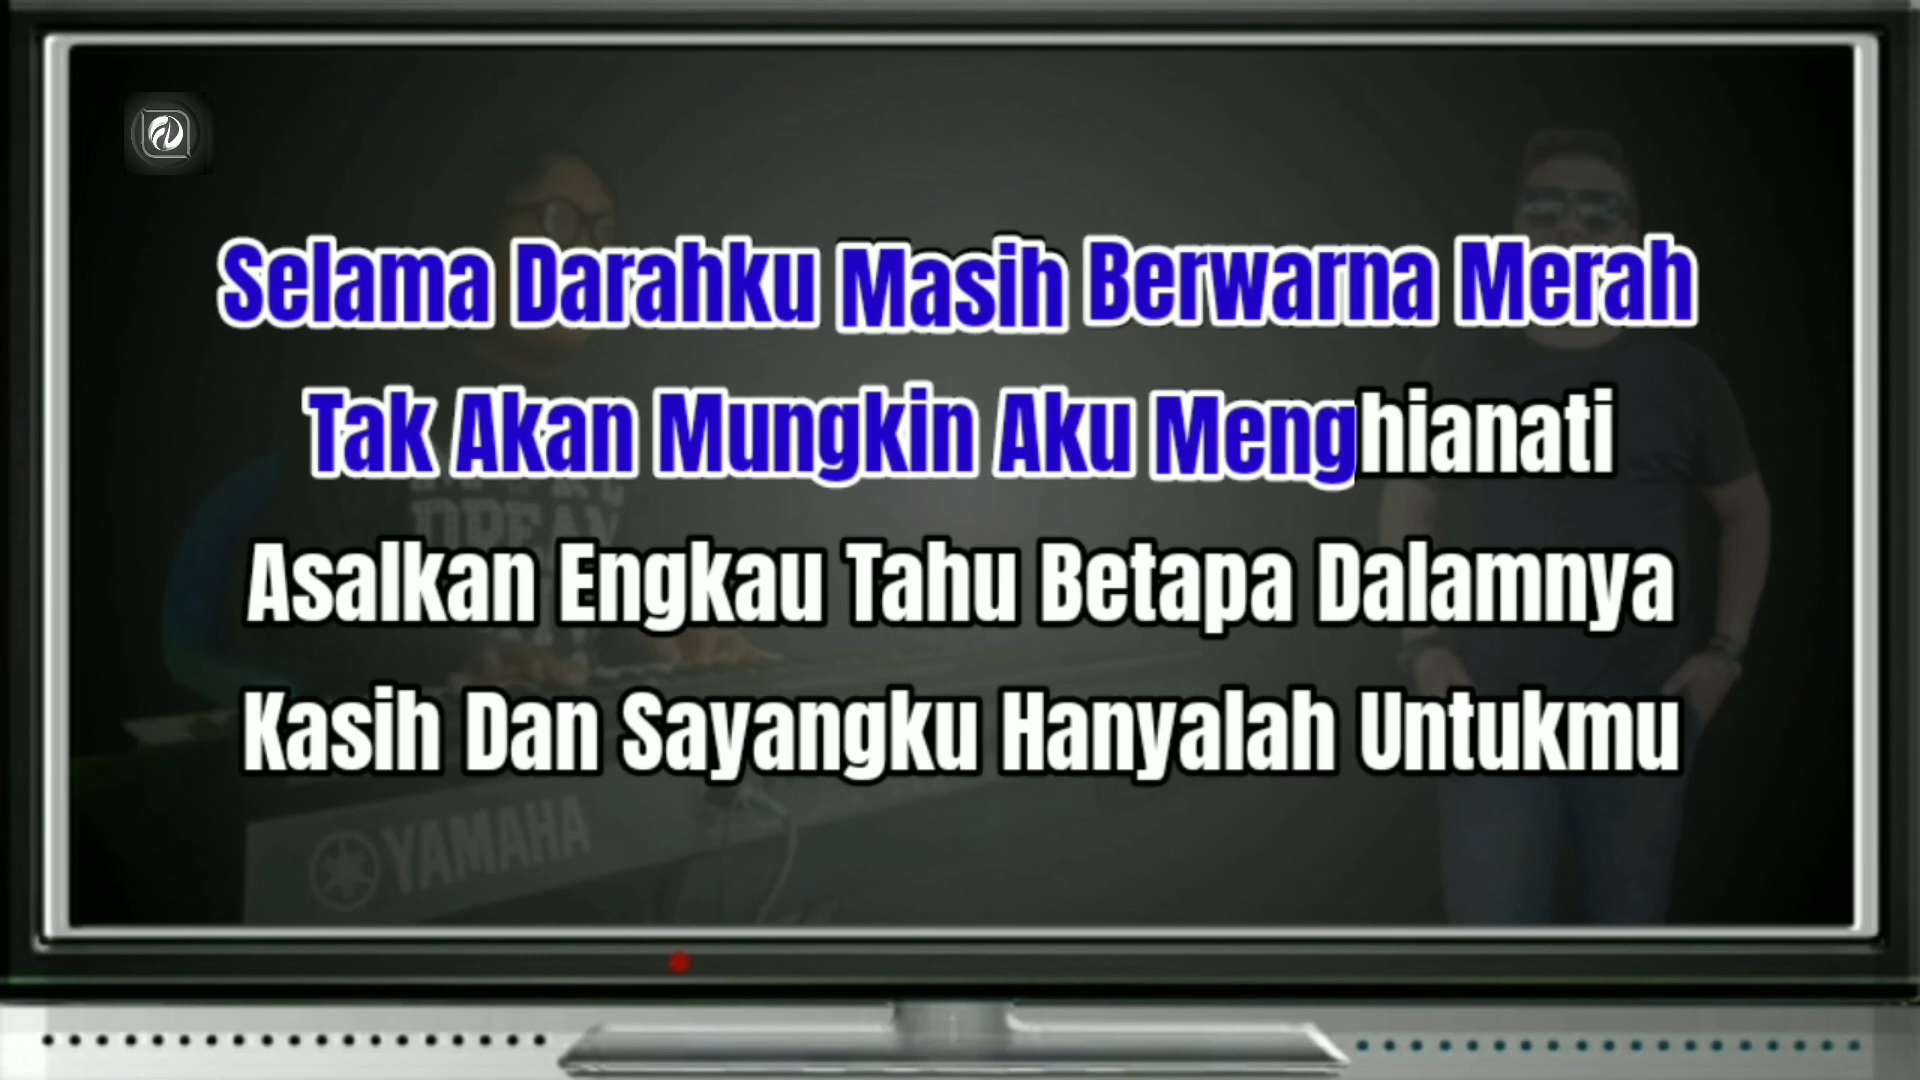 Selama Darahku Masih Berwarna Merah
Tak Akan Mungkin Aku Menghianati
Asalkan Engkau Tahu Betapa Dalamnya
Kasih Dan Sayangku Hanyalah Untukmu
YAMAHA